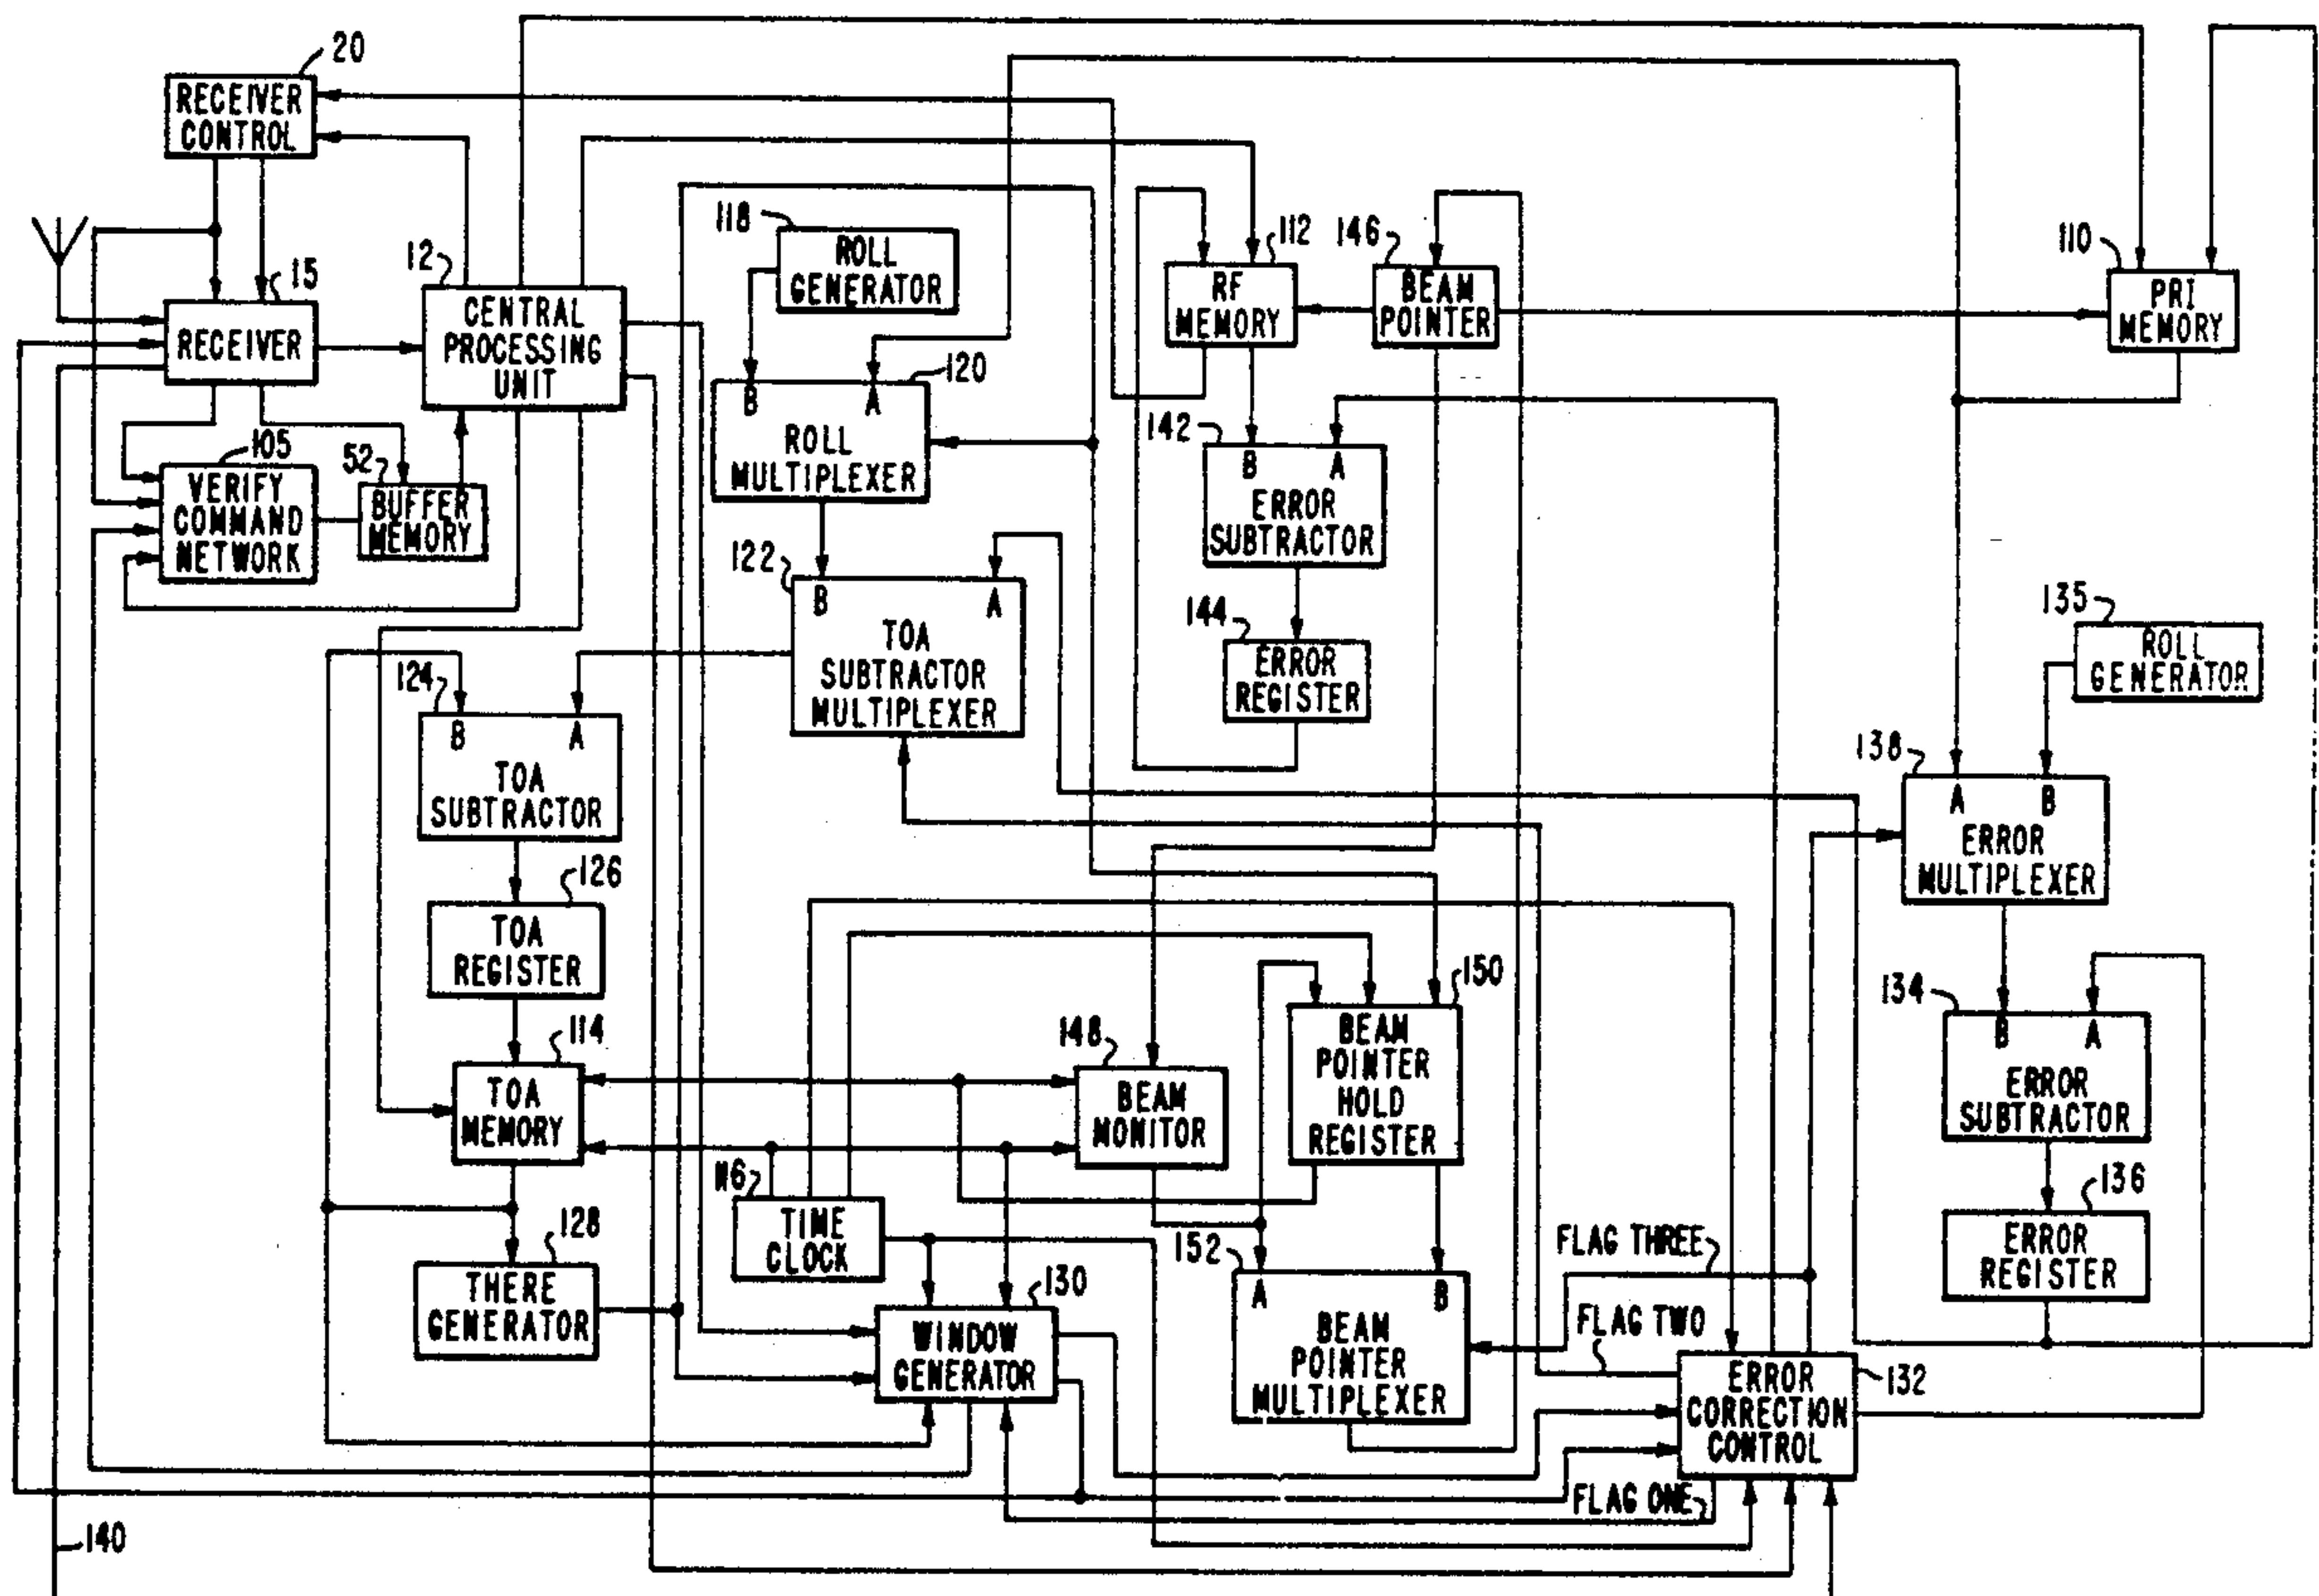 20
RECEIVER
CONTROL
118
ROLL
GENERATOR
112
RF
MEMORY
146
BEAM
POINTER
110
PRI
MEMORY
15
RECEIVER
12
CENTRAL
PROCESSING
UNIT
120
B A
ROLL
MULTIPLEXER
105
VERIFY
COMMAND
NETWORK
52
BUFFER
MEMORY
142
B A
ERROR
SUBTRACTOR
122
B A
TOA
SUBTRACTOR
MULTIPLEXER
144
ERROR
REGISTER
135
ROLL
GENERATOR
124
B A
TOA
SUBTRACTOR
138
A B
ERROR
MULTIPLEXER
126
TOA
REGISTER
150
BEAM
POINTER
HOLD
REGISTER
134
B A
ERROR
SUBTRACTOR
114
TOA
MEMORY
148
BEAM
MONITOR
116
TIME
CLOCK
136
ERROR
REGISTER
128
THERE
GENERATOR
130
WINDOW
GENERATOR
152
A B
BEAM
POINTER
MULTIPLEXER
FLAG THREE
FLAG TWO
132
ERROR
CORRECTION
CONTROL
FLAG ONE
140